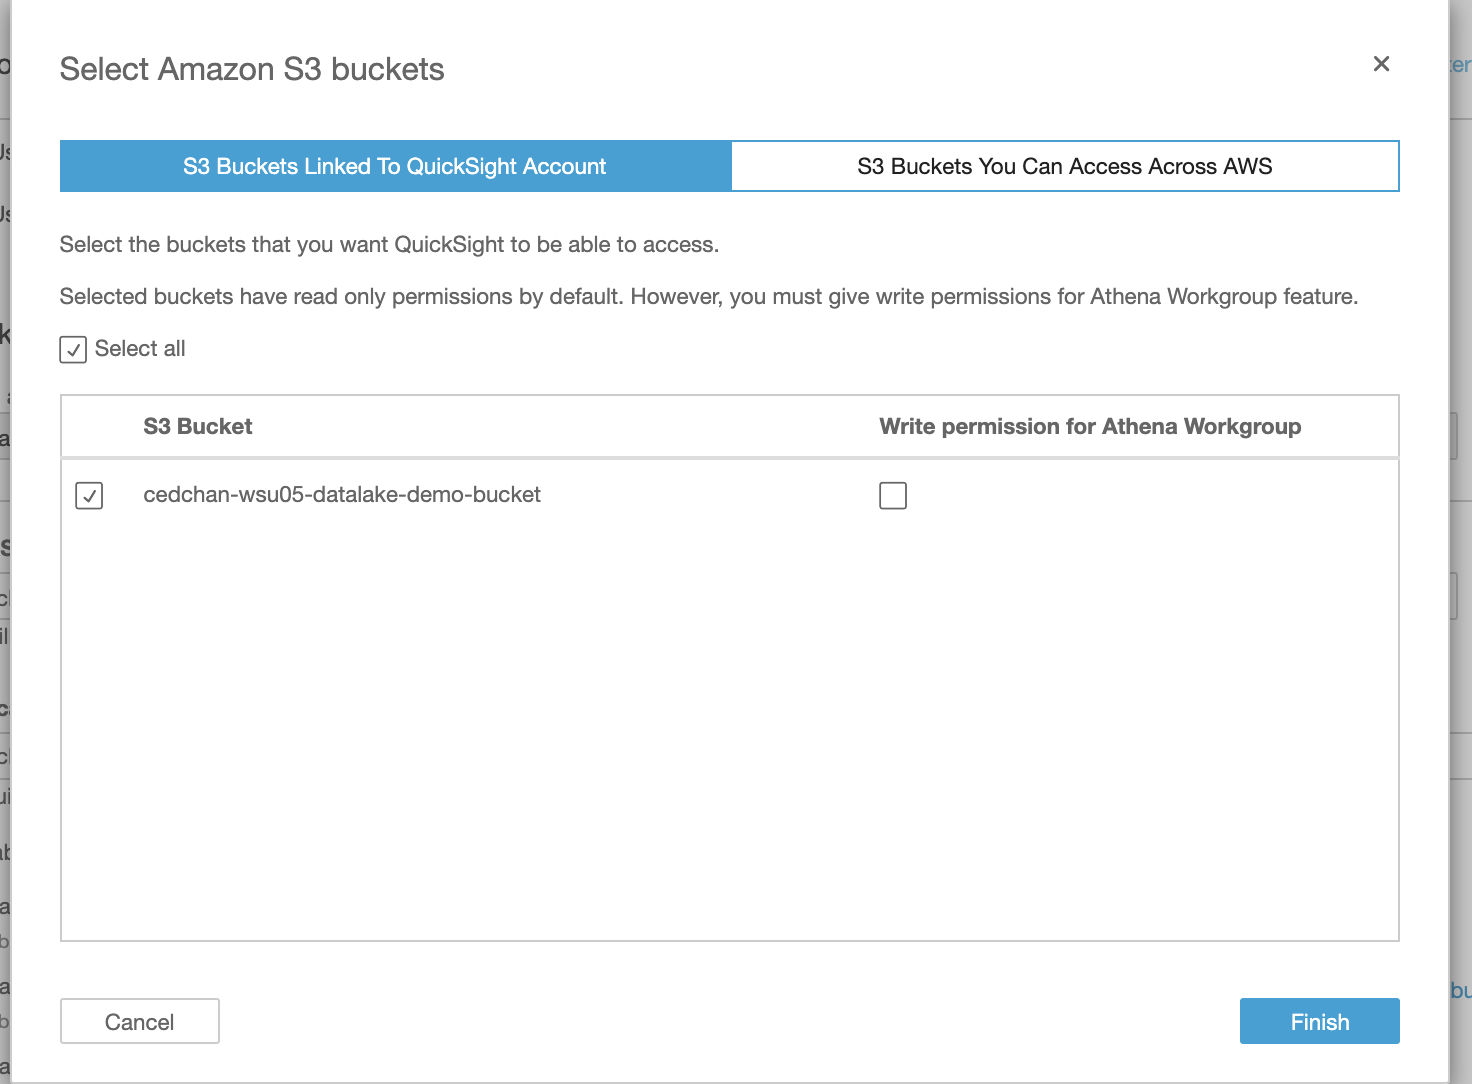 Select Amazon S3 buckets
S3 Buckets Linked To QuickSight Account
S3 Buckets You Can Access Across AWS
Select the buckets that you want QuickSight to be able to access.
Selected buckets have read only permissions by default. However, you must give write permissions for Athena Workgroup feature.
Select all
S3 Bucket
Write permission for Athena Workgroup
cedchan-wsu05-datalake-demo-bucket
Cancel
Finish